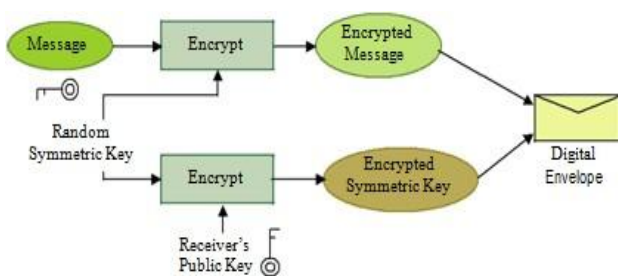 Message
Encrypt
Encrypted
Message
Random
Symmetric Key
Encrypt
Encrypted
Symmetric Key
Digital
Envelope
Receiver's
Public Key